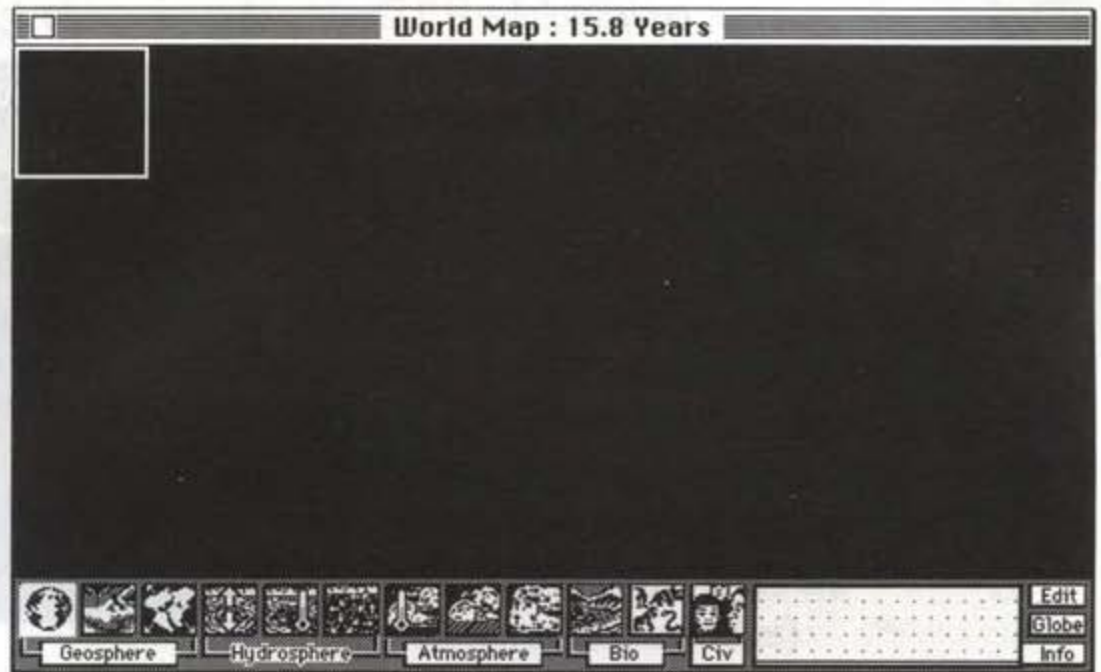 World Map : 15.8 Years
Edit
Globe
Geosphere Hydrosphere Atmosphere Bio Civ Info